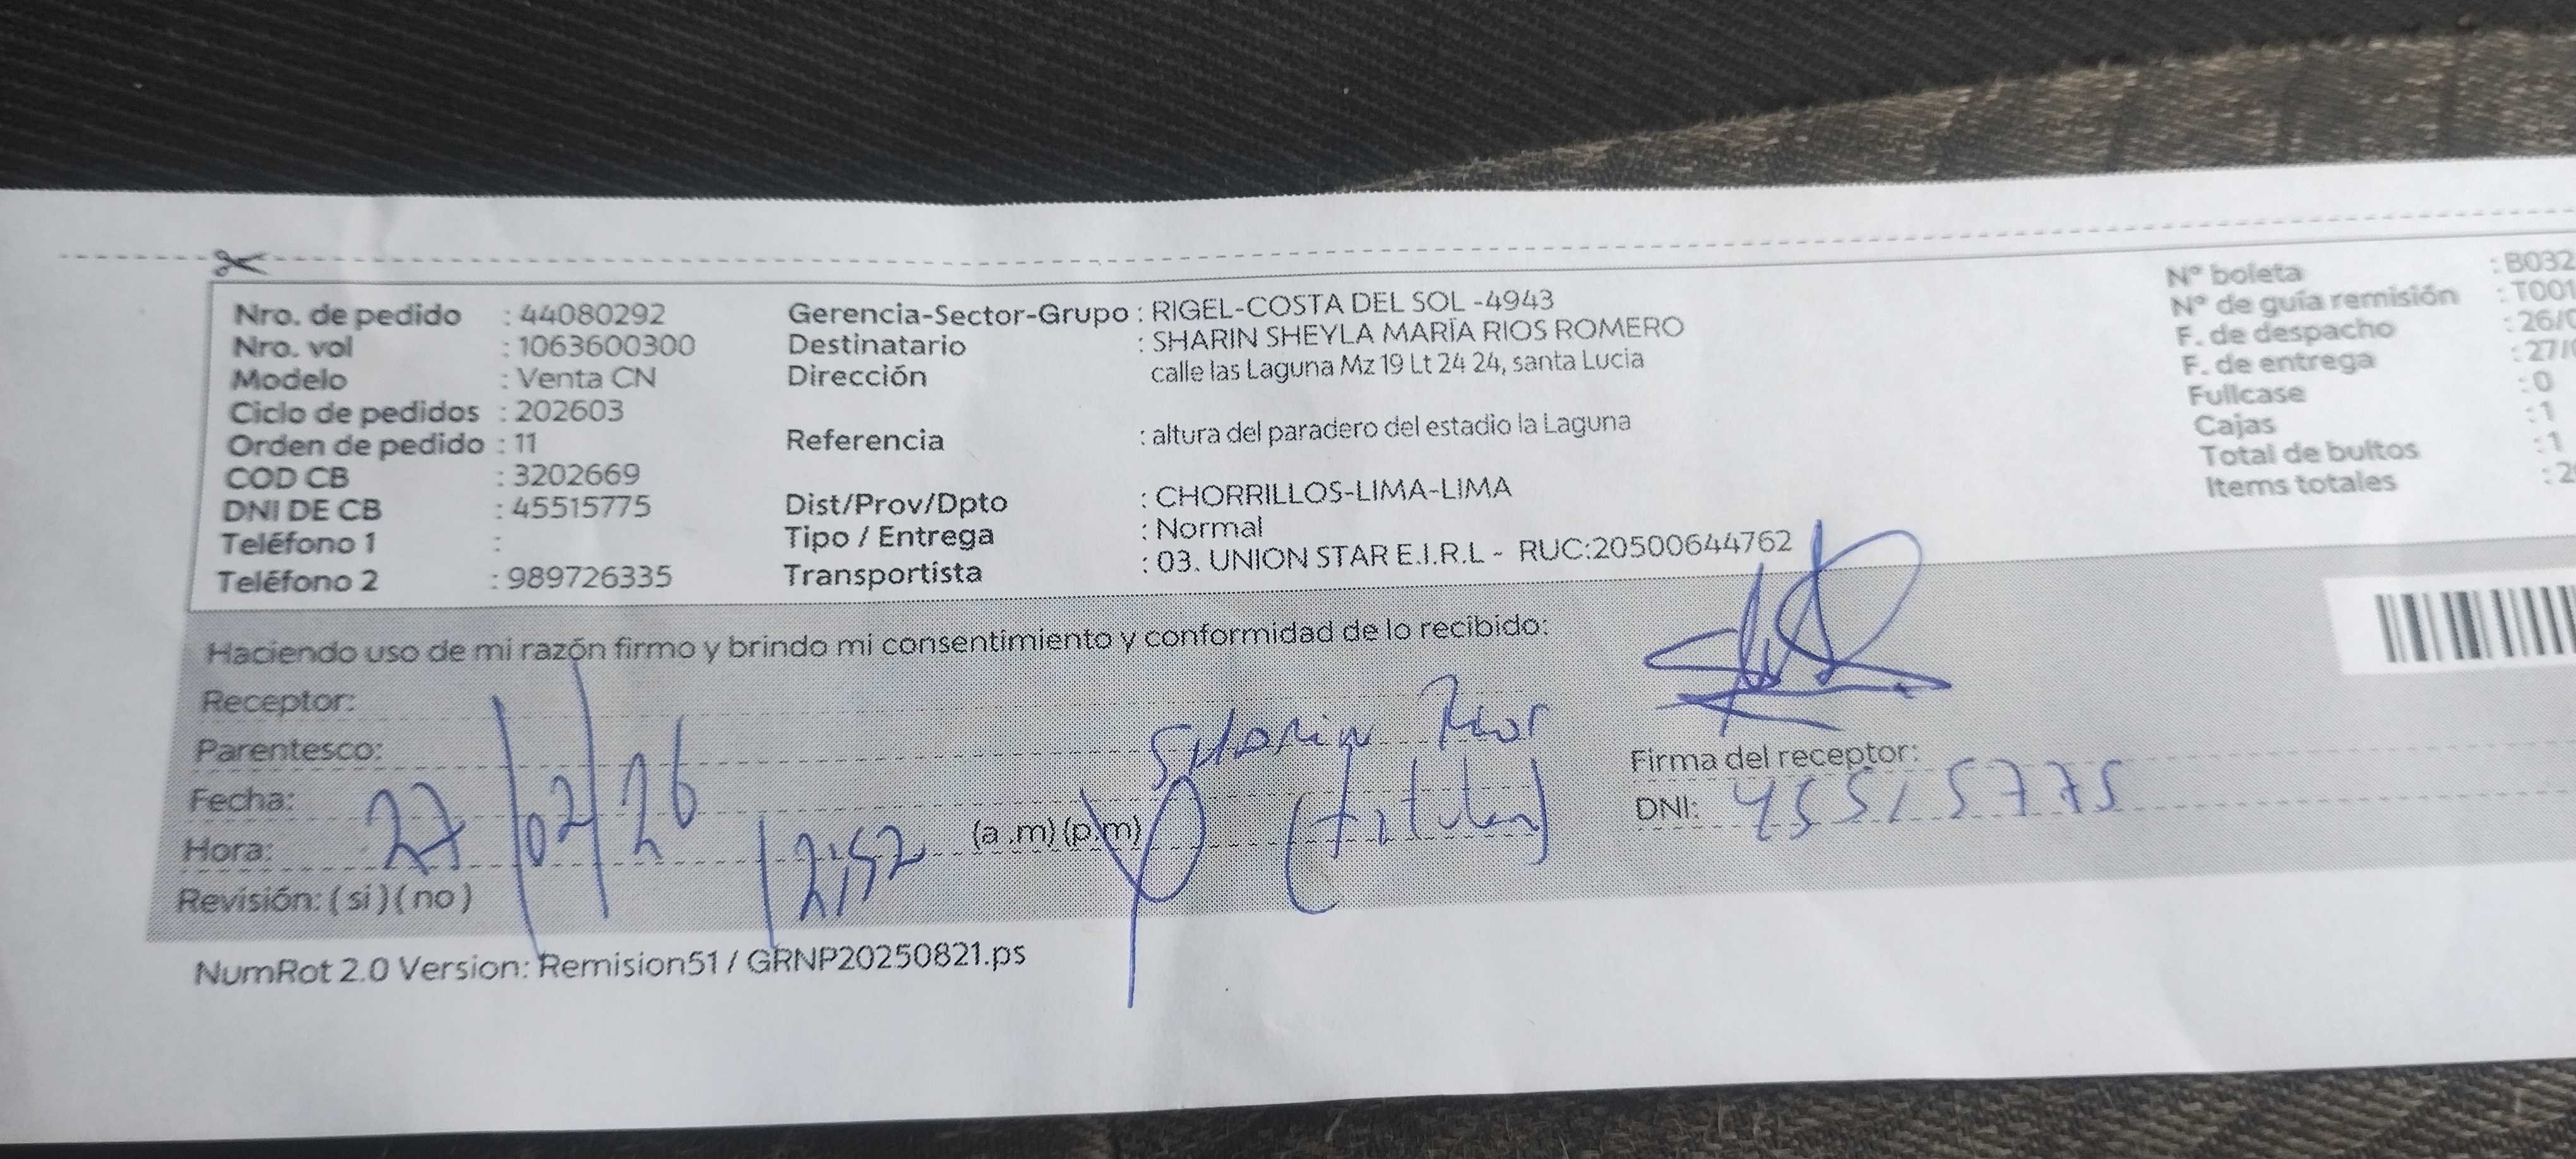 Nro. de pedido : 44080292 Gerencia-Sector-Grupo : RIGEL-COSTA DEL SOL -4943 Nº boleta : B032
Nro. vol : 1063600300 Destinatario : SHARIN SHEYLA MARÍA RIOS ROMERO Nº de guía remisión : T001
Modelo : Venta CN Dirección calle las Laguna Mz 19 Lt 24 24, santa Lucia F. de despacho : 26/0
Ciclo de pedidos : 202603 F. de entrega : 27/0
Orden de pedido : 11 Referencia : altura del paradero del estadio la Laguna Fullcase : 0
COD CB : 3202669 Cajas : 1
DNI DE CB : 45515775 Dist/Prov/Dpto : CHORRILLOS-LIMA-LIMA Total de bultos : 1
Teléfono 1 : Tipo / Entrega : Normal Items totales : 2
Teléfono 2 : 989726335 Transportista : 03. UNION STAR E.I.R.L - RUC:20500644762
Haciendo uso de mi razón firmo y brindo mi consentimiento y conformidad de lo recibido:
Receptor:
Parentesco: Sharin Rios Firma del receptor:
Fecha: 27/02/26 (titular) DNI: 45515775
Hora: 12:52 (a.m) (p.m)
Revisión: ( si ) ( no )
NumRot 2.0 Version: Remision51 / GRNP20250821.ps